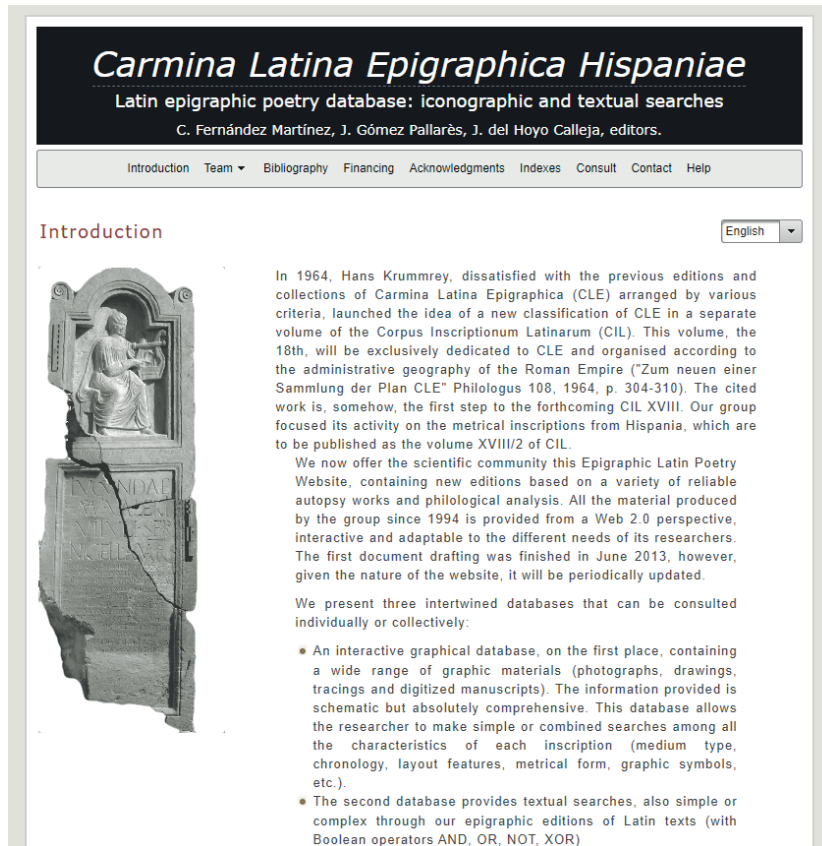 Carmina Latina Epigraphica Hispaniae
Latin epigraphic poetry database: iconographic and textual searches
C. Fernández Martínez, J. Gómez Pallarès, J. del Hoyo Calleja, editors.
Introduction Team Bibliography Financing Acknowledgments Indexes Consult Contact Help
Introduction
English
In 1964, Hans Krummrey, dissatisfied with the previous editions and
collections of Carmina Latina Epigraphica (CLE) arranged by various
criteria, launched the idea of a new classification of CLE in a separate
volume of the Corpus Inscriptionum Latinarum (CIL). This volume, the
18th, will be exclusively dedicated to CLE and organised according to
the administrative geography of the Roman Empire ("Zum neuen einer
Sammlung der Plan CLE" Philologus 108, 1964, p. 304-310). The cited
work is, somehow, the first step to the forthcoming CIL XVIII. Our group
focused its activity on the metrical inscriptions from Hispania, which are
to be published as the volume XVIII/2 of CIL.
We now offer the scientific community this Epigraphic Latin Poetry
Website, containing new editions based on a variety of reliable
autopsy works and philological analysis. All the material produced
by the group since 1994 is provided from a Web 2.0 perspective,
interactive and adaptable to the different needs of its researchers.
The first document drafting was finished in June 2013, however,
given the nature of the website, it will be periodically updated.
We present three intertwined databases that can be consulted
individually or collectively:
An interactive graphical database, on the first place, containing
a wide range of graphic materials (photographs, drawings,
tracings and digitized manuscripts). The information provided is
schematic but absolutely comprehensive. This database allows
the researcher to make simple or combined searches among all
the characteristics of each inscription (medium type,
chronology, layout features, metrical form, graphic symbols,
etc.).
The second database provides textual searches, also simple or
complex through our epigraphic editions of Latin texts (with
Boolean operators AND, OR, NOT, XOR)